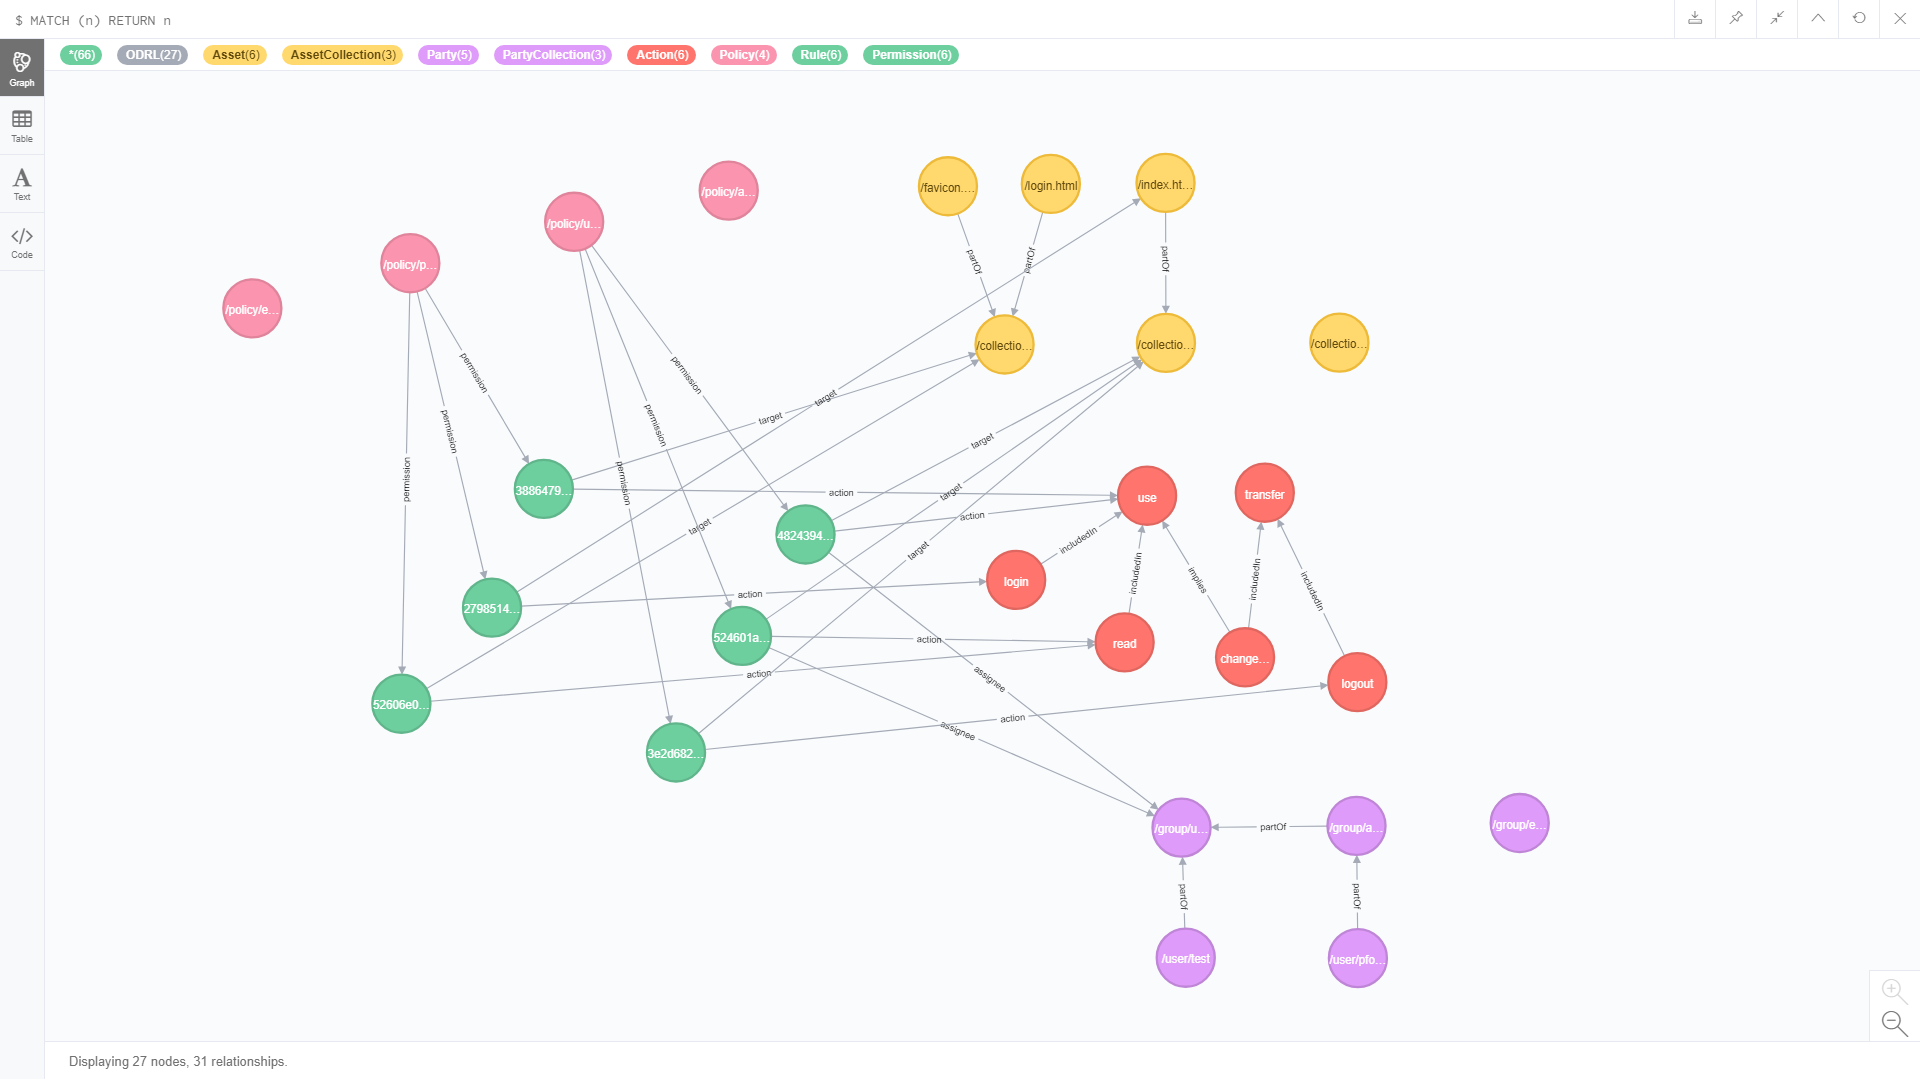 $ MATCH (n) RETURN n
*(66) ODRL(27) Asset(6) AssetCollection(3) Party(5) PartyCollection(3) Action(6) Policy(4) Rule(6) Permission(6)
Graph
Table
Text
Code
/policy/a...
/favicon....
/login.html
/index.ht...
/policy/u...
/policy/p...
/policy/e...
partOf
partOf
partOf
/collectio...
/collectio...
/collectio...
permission
permission
permission
permission
permission
permission
target
target
target
target
target
target
3886479...
action
use
transfer
4824394...
action
includedIn
login
includedIn
implies
includedIn
includedIn
2798514...
action
524601a...
action
read
change...
logout
52606e0...
action
assignee
3e2d682...
action
assignee
/group/u...
partOf
/group/a...
/group/e...
partOf
partOf
/user/test
/user/pfo...
Displaying 27 nodes, 31 relationships.